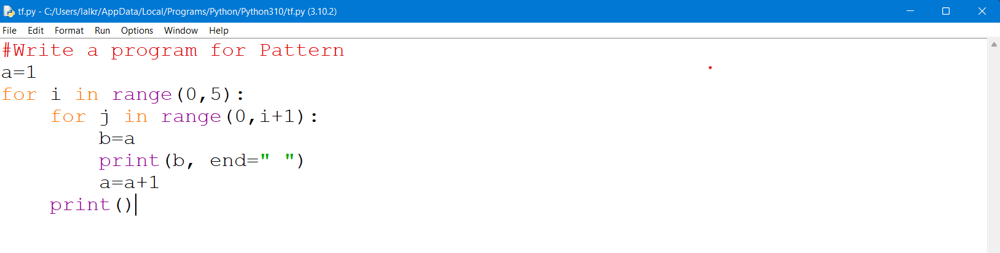 tf.py - C:/Users/lalkr/AppData/Local/Programs/Python/Python310/tf.py (3.10.2)
File Edit Format Run Options Window Help
#Write a program for Pattern
a=1
for i in range(0,5):
    for j in range(0,i+1):
        b=a
        print(b, end=" ")
        a=a+1
    print()